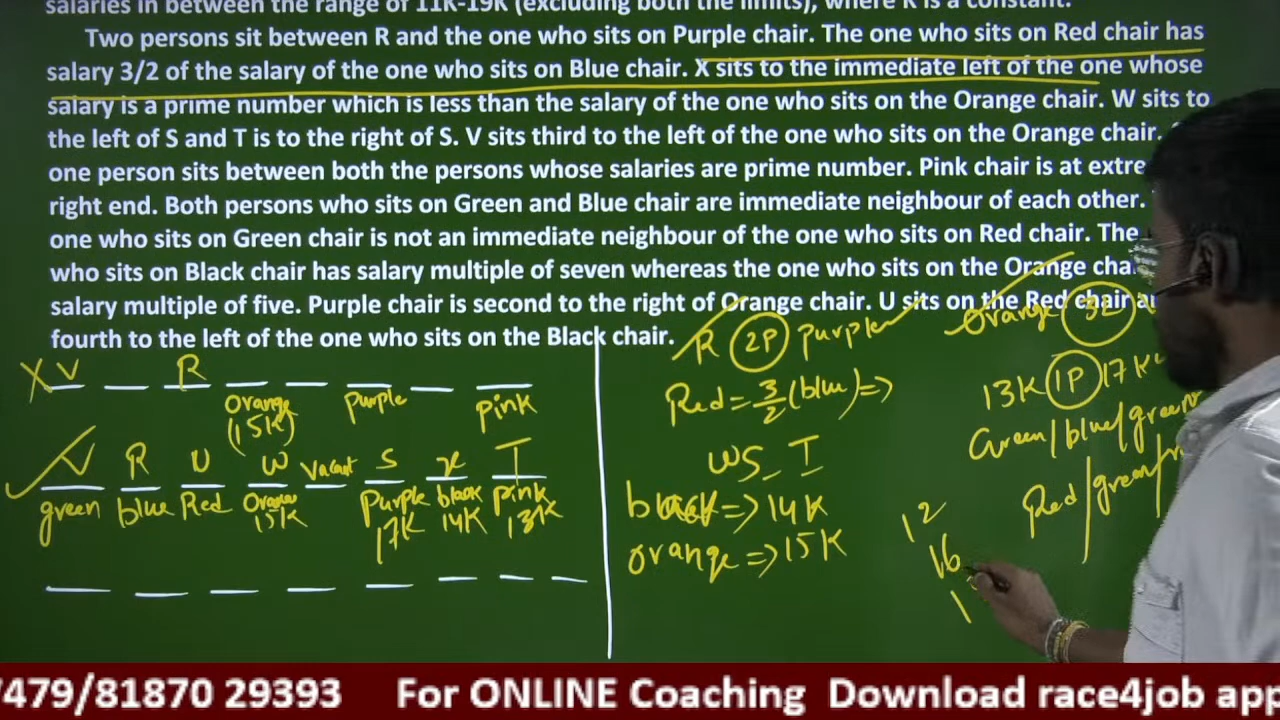 salaries in between the range of 11K-19K (excluding both the limits), where K is a constant.
Two persons sit between R and the one who sits on Purple chair. The one who sits on Red chair has
salary 3/2 of the salary of the one who sits on Blue chair. X sits to the immediate left of the one whose
salary is a prime number which is less than the salary of the one who sits on the Orange chair. W sits to
the left of S and T is to the right of S. V sits third to the left of the one who sits on the Orange chair.
one person sits between both the persons whose salaries are prime number. Pink chair is at extre
right end. Both persons who sits on Green and Blue chair are immediate neighbour of each other.
one who sits on Green chair is not an immediate neighbour of the one who sits on Red chair. The
who sits on Black chair has salary multiple of seven whereas the one who sits on the Orange cha
salary multiple of five. Purple chair is second to the right of Orange chair. U sits on the Red chair a
fourth to the left of the one who sits on the Black chair.
R 2P purple
orange
Red = 3/2 (blue) =>
13K 1P 17K
Green/blue/green
Red/green/
WS_T
black => 14K
orange => 15K
12
16
1
X V R
orange purple pink
(15K)
V R U W vacant S x T
green blue Red Orange purple black pink
15K 17K 14K 13K
7479/81870 29393 For ONLINE Coaching Download race4job app